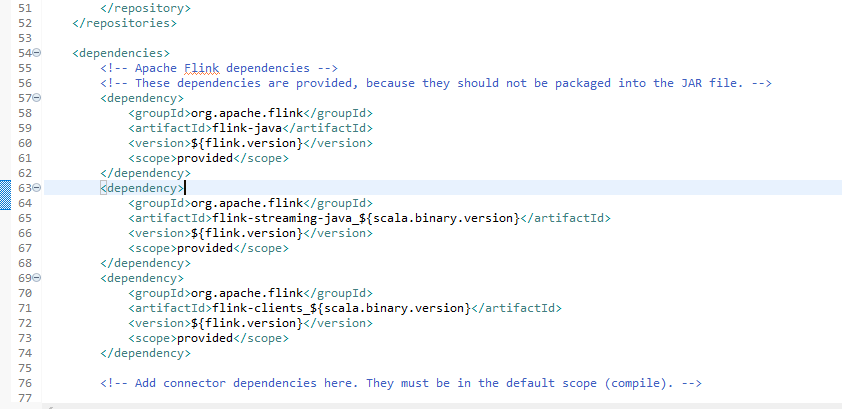 51 </repository>
52 </repositories>
53
54 <dependencies>
55 <!-- Apache Flink dependencies -->
56 <!-- These dependencies are provided, because they should not be packaged into the JAR file. -->
57 <dependency>
58 <groupId>org.apache.flink</groupId>
59 <artifactId>flink-java</artifactId>
60 <version>${flink.version}</version>
61 <scope>provided</scope>
62 </dependency>
63 <dependency>
64 <groupId>org.apache.flink</groupId>
65 <artifactId>flink-streaming-java_${scala.binary.version}</artifactId>
66 <version>${flink.version}</version>
67 <scope>provided</scope>
68 </dependency>
69 <dependency>
70 <groupId>org.apache.flink</groupId>
71 <artifactId>flink-clients_${scala.binary.version}</artifactId>
72 <version>${flink.version}</version>
73 <scope>provided</scope>
74 </dependency>
75
76 <!-- Add connector dependencies here. They must be in the default scope (compile). -->
77